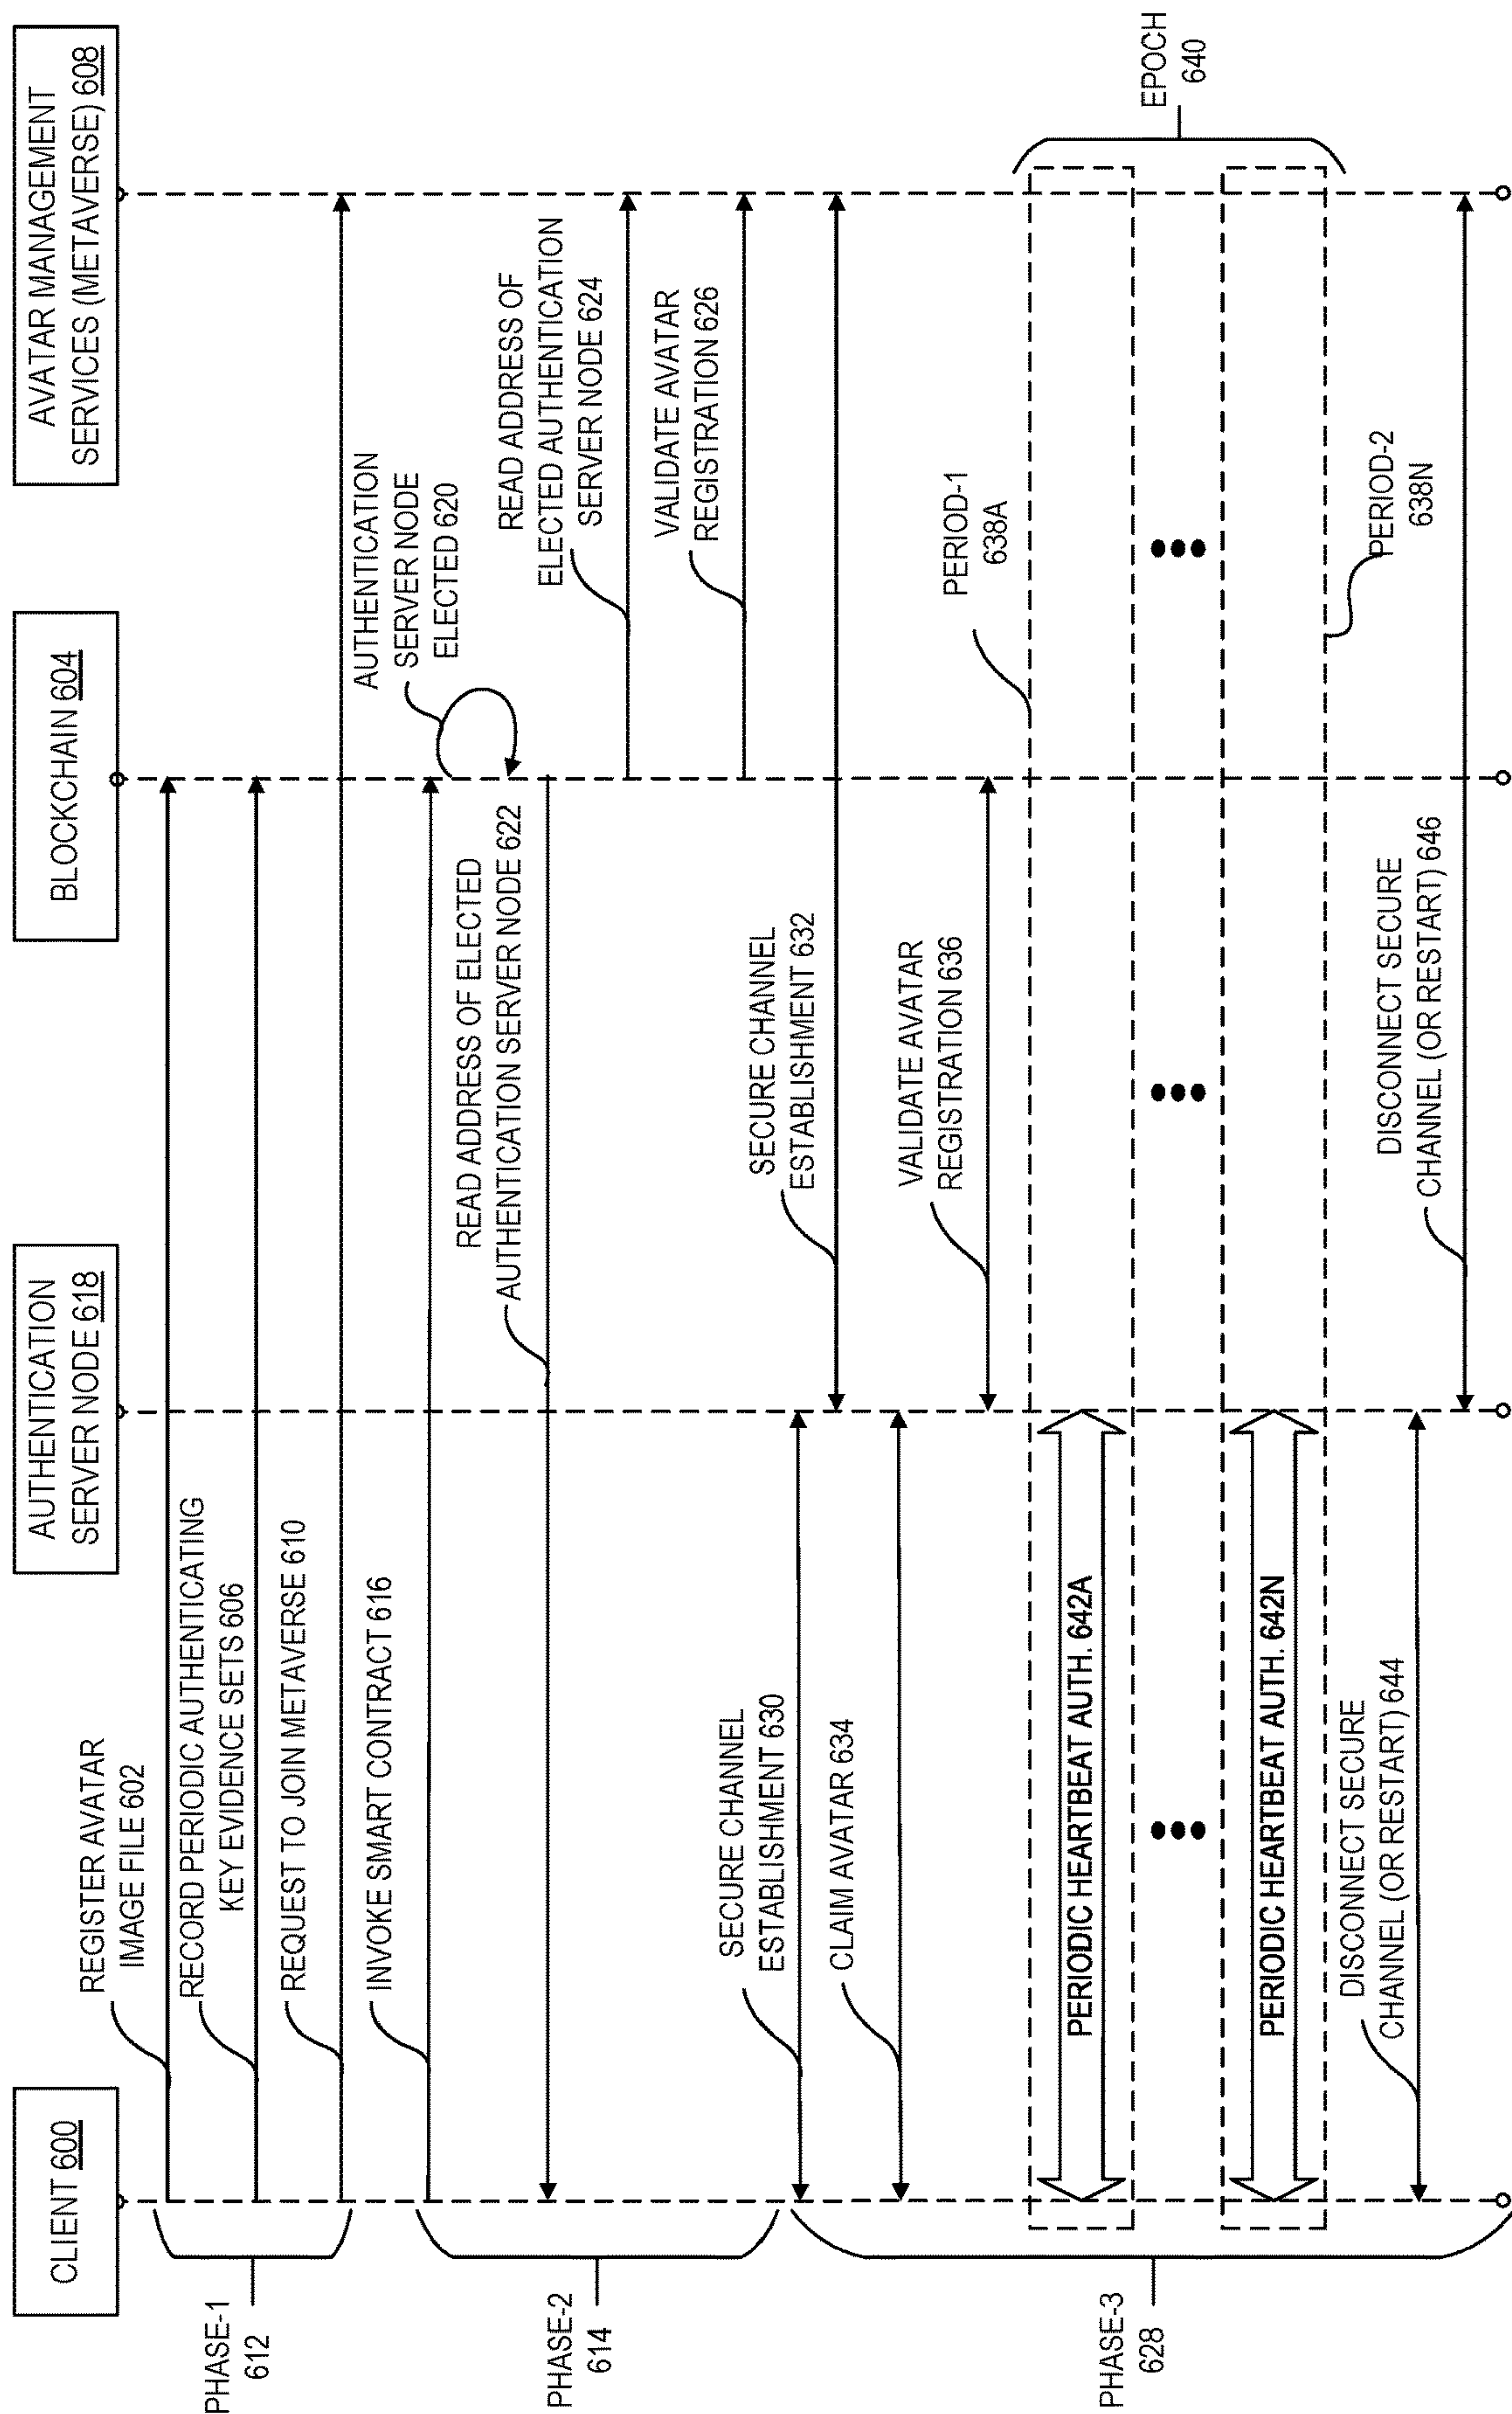 CLIENT 600
AUTHENTICATION
SERVER NODE 618
BLOCKCHAIN 604
AVATAR MANAGEMENT
SERVICES (METAVERSE) 608
PHASE-1
612
REGISTER AVATAR
IMAGE FILE 602
RECORD PERIODIC AUTHENTICATING
KEY EVIDENCE SETS 606
REQUEST TO JOIN METAVERSE 610
PHASE-2
614
INVOKE SMART CONTRACT 616
AUTHENTICATION
SERVER NODE
ELECTED 620
READ ADDRESS OF ELECTED
AUTHENTICATION SERVER NODE 622
READ ADDRESS OF
ELECTED AUTHENTICATION
SERVER NODE 624
VALIDATE AVATAR
REGISTRATION 626
PHASE-3
628
SECURE CHANNEL
ESTABLISHMENT 630
SECURE CHANNEL
ESTABLISHMENT 632
CLAIM AVATAR 634
VALIDATE AVATAR
REGISTRATION 636
PERIOD-1
638A
EPOCH
640
PERIODIC HEARTBEAT AUTH. 642A
PERIODIC HEARTBEAT AUTH. 642N
PERIOD-2
638N
DISCONNECT SECURE
CHANNEL (OR RESTART) 644
DISCONNECT SECURE
CHANNEL (OR RESTART) 646